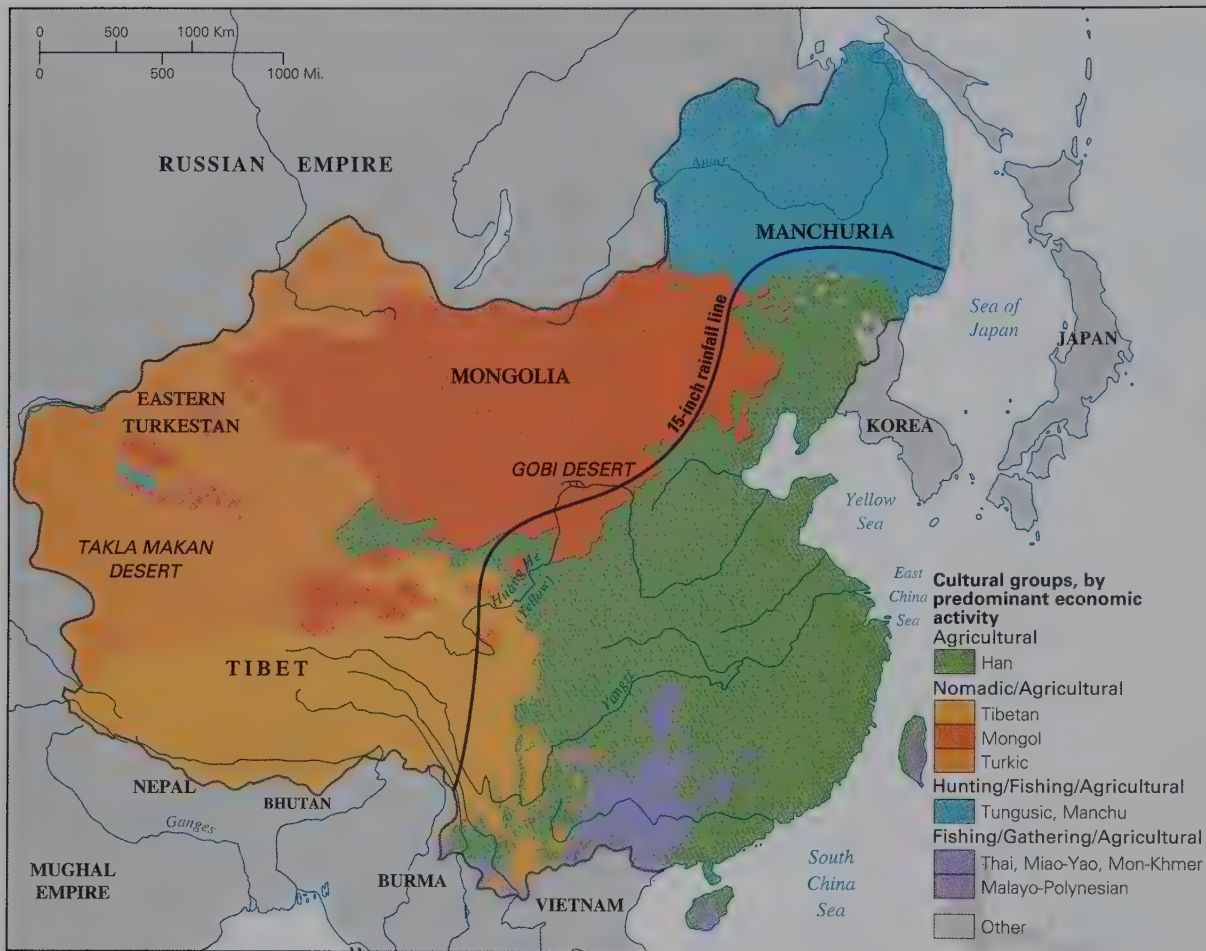 0 500 1000 Km.
0 500 1000 Mi.
RUSSIAN EMPIRE
Amur
MANCHURIA
Sea of
Japan
JAPAN
15-inch rainfall line
MONGOLIA
EASTERN
TURKESTAN
KOREA
GOBI DESERT
Yellow
Sea
TAKLA MAKAN
DESERT
Huang He
(Yellow)
East
China
Sea
TIBET
Yangzi
NEPAL
BHUTAN
Ganges
MUGHAL
EMPIRE
BURMA
VIETNAM
South
China
Sea
Cultural groups, by
predominant economic
activity
Agricultural
Han
Nomadic/Agricultural
Tibetan
Mongol
Turkic
Hunting/Fishing/Agricultural
Tungusic, Manchu
Fishing/Gathering/Agricultural
Thai, Miao-Yao, Mon-Khmer
Malayo-Polynesian
Other